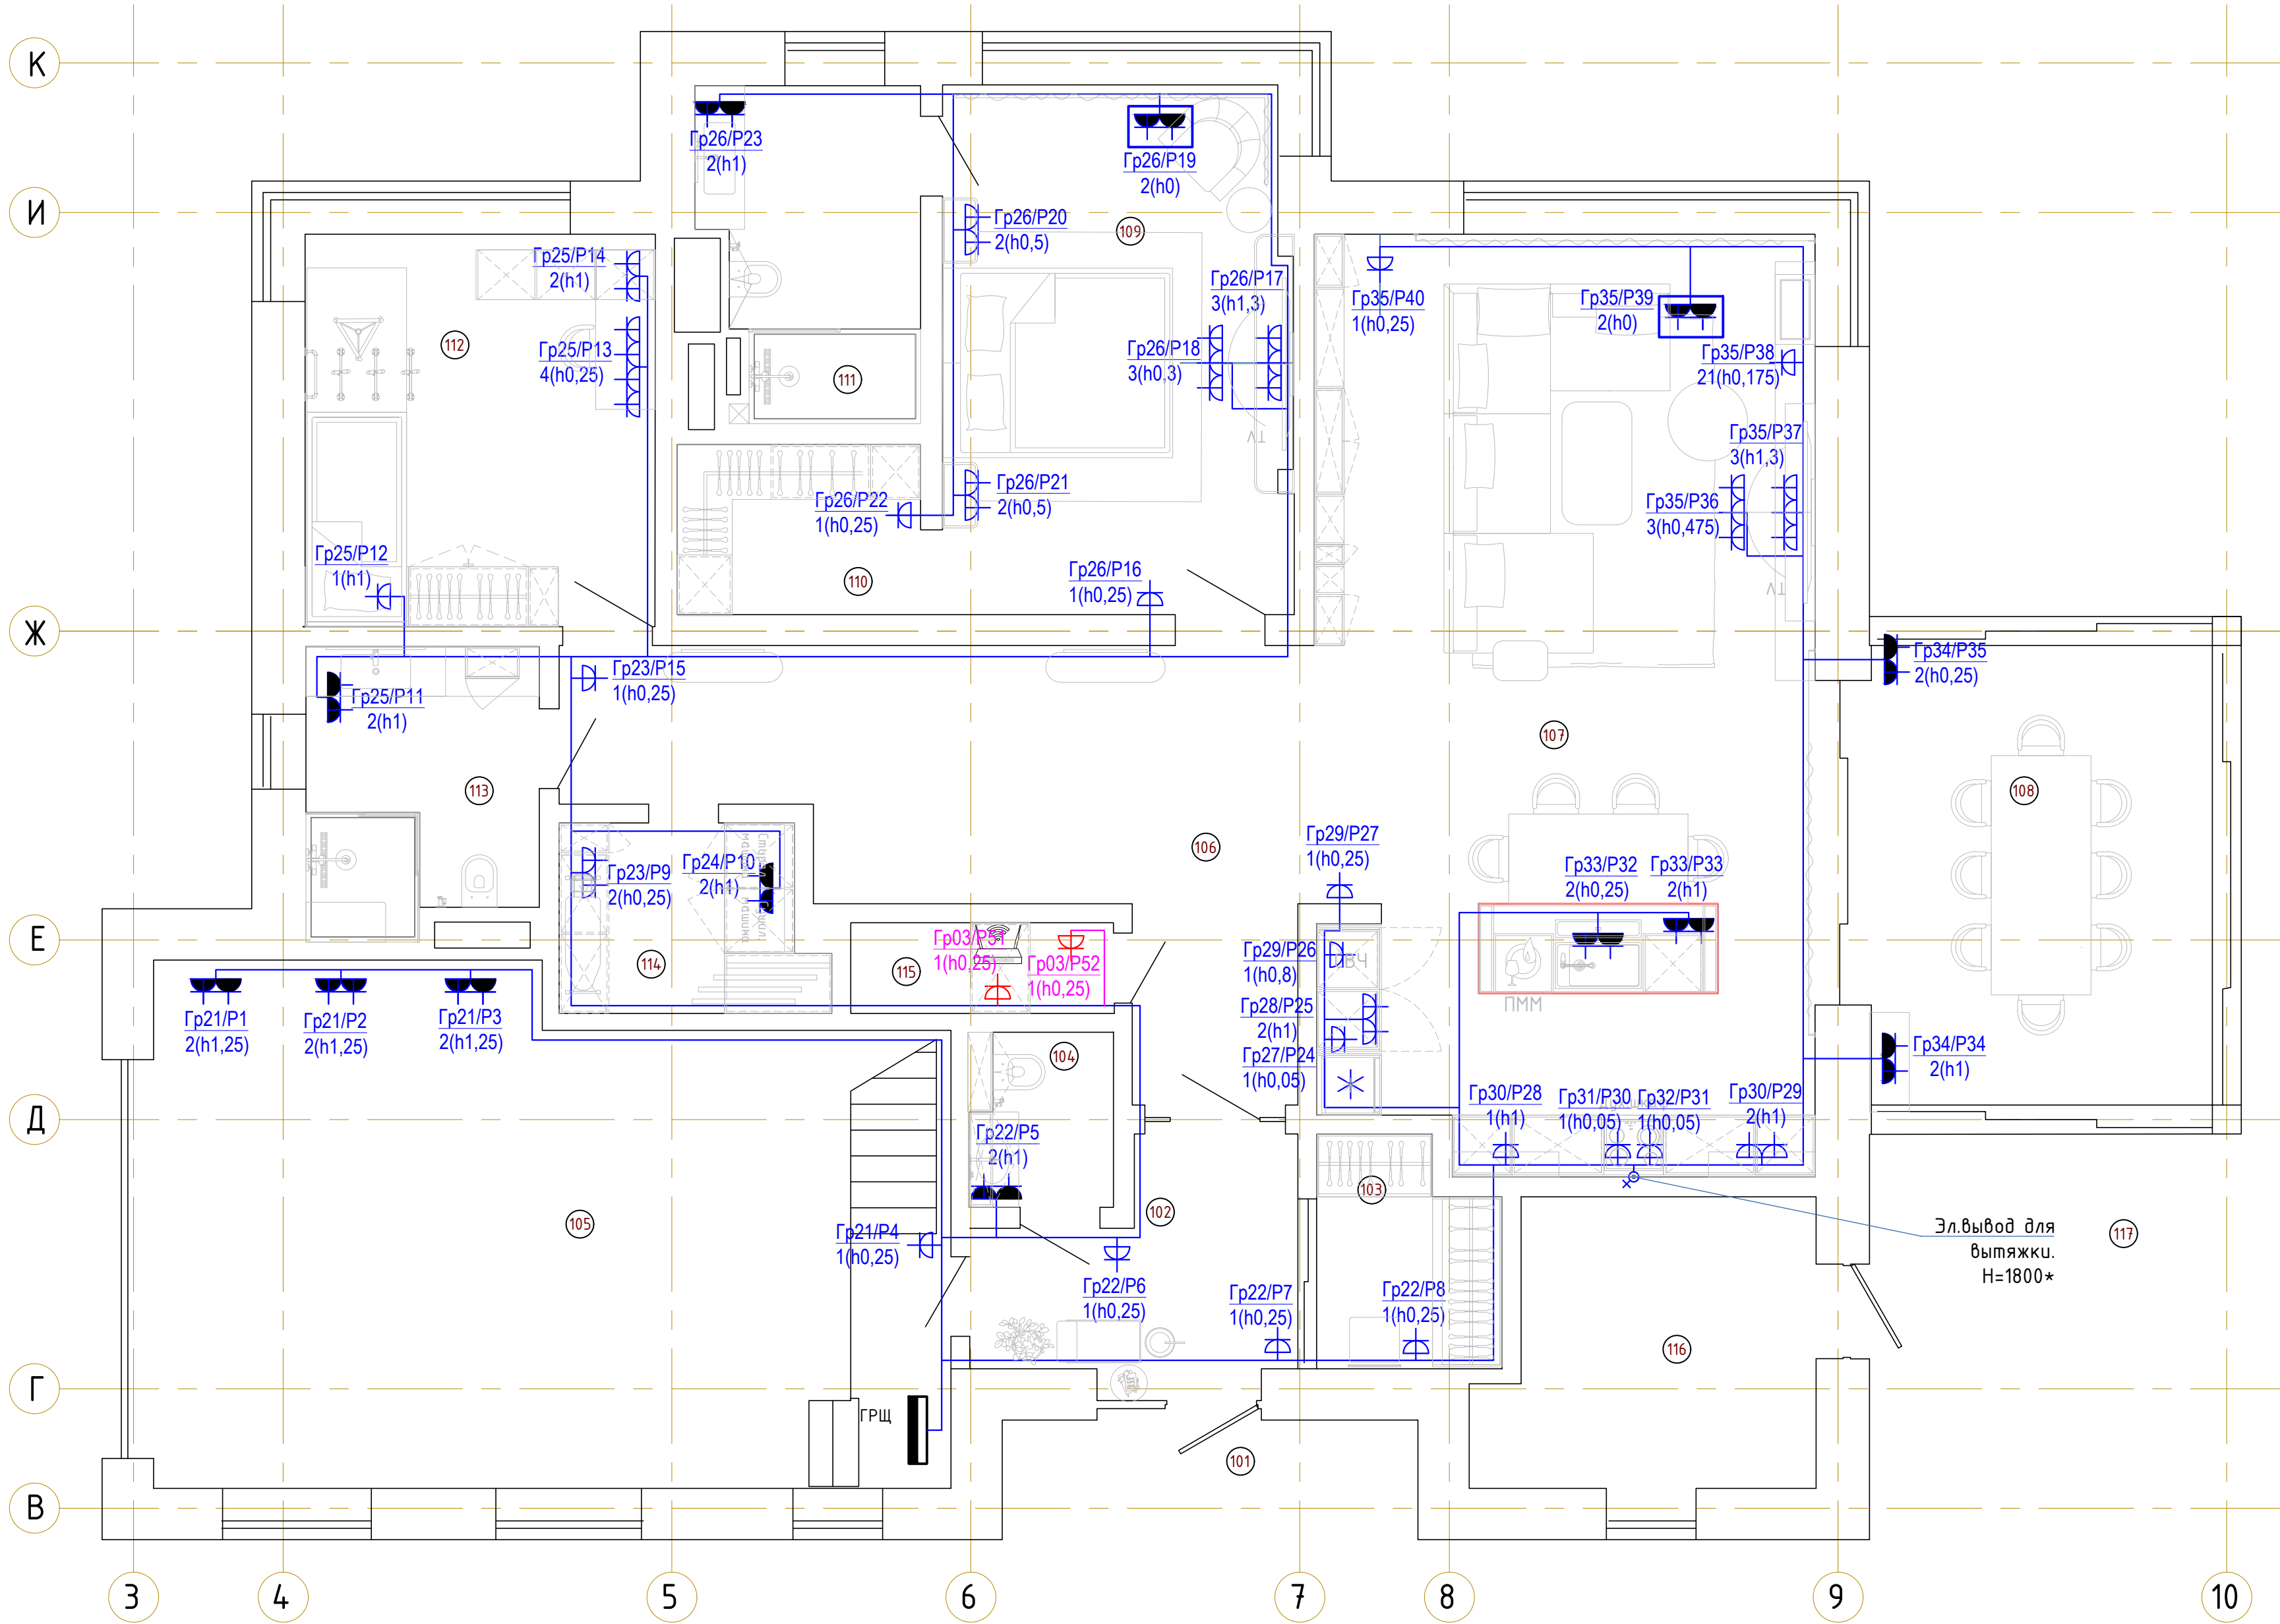 К
И
Ж
Е
Д
Г
В
3
4
5
6
7
8
9
10
Гр26/Р23
2(h1)
Гр26/Р19
2(h0)
Гр26/Р20
2(h0,5)
109
Гр25/Р14
2(h1)
Гр26/Р17
3(h1,3)
Гр35/Р40
1(h0,25)
Гр35/Р39
2(h0)
112
Гр25/Р13
4(h0,25)
111
Гр26/Р18
3(h0,3)
Гр35/Р38
21(h0,175)
TV
Гр35/Р37
3(h1,3)
Гр26/Р22
1(h0,25)
Гр26/Р21
2(h0,5)
Гр35/Р36
3(h0,475)
TV
Гр25/Р12
1(h1)
110
Гр26/Р16
1(h0,25)
Гр25/Р11
2(h1)
Гр23/Р15
1(h0,25)
Гр34/Р35
2(h0,25)
107
113
108
106
Гр29/Р27
1(h0,25)
Гр23/Р9
2(h0,25)
Гр24/Р10
2(h1)
Гр33/Р32
2(h0,25)
Гр33/Р33
2(h1)
114
115
Гр03/Р51
1(h0,25)
Гр03/Р52
1(h0,25)
Гр29/Р26
1(h0,8)
СВЧ
ПММ
Гр28/Р25
2(h1)
Гр27/Р24
1(h0,05)
Гр21/Р1
2(h1,25)
Гр21/Р2
2(h1,25)
Гр21/Р3
2(h1,25)
104
Гр34/Р34
2(h1)
Гр30/Р28
1(h1)
Гр31/Р30
1(h0,05)
Гр32/Р31
1(h0,05)
Гр30/Р29
2(h1)
Гр22/Р5
2(h1)
103
105
102
Гр21/Р4
1(h0,25)
Эл.вывод для
вытяжки.
Н=1800*
117
Гр22/Р6
1(h0,25)
Гр22/Р7
1(h0,25)
Гр22/Р8
1(h0,25)
116
ГРЩ
101